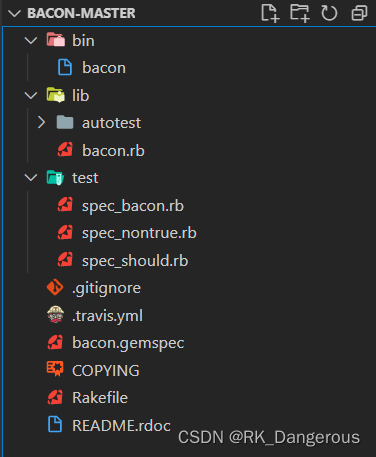 BACON-MASTER
bin
bacon
lib
autotest
bacon.rb
test
spec_bacon.rb
spec_nontrue.rb
spec_should.rb
.gitignore
.travis.yml
bacon.gemspec
COPYING
Rakefile
README.rdoc
CSDN @RK_Dangerous